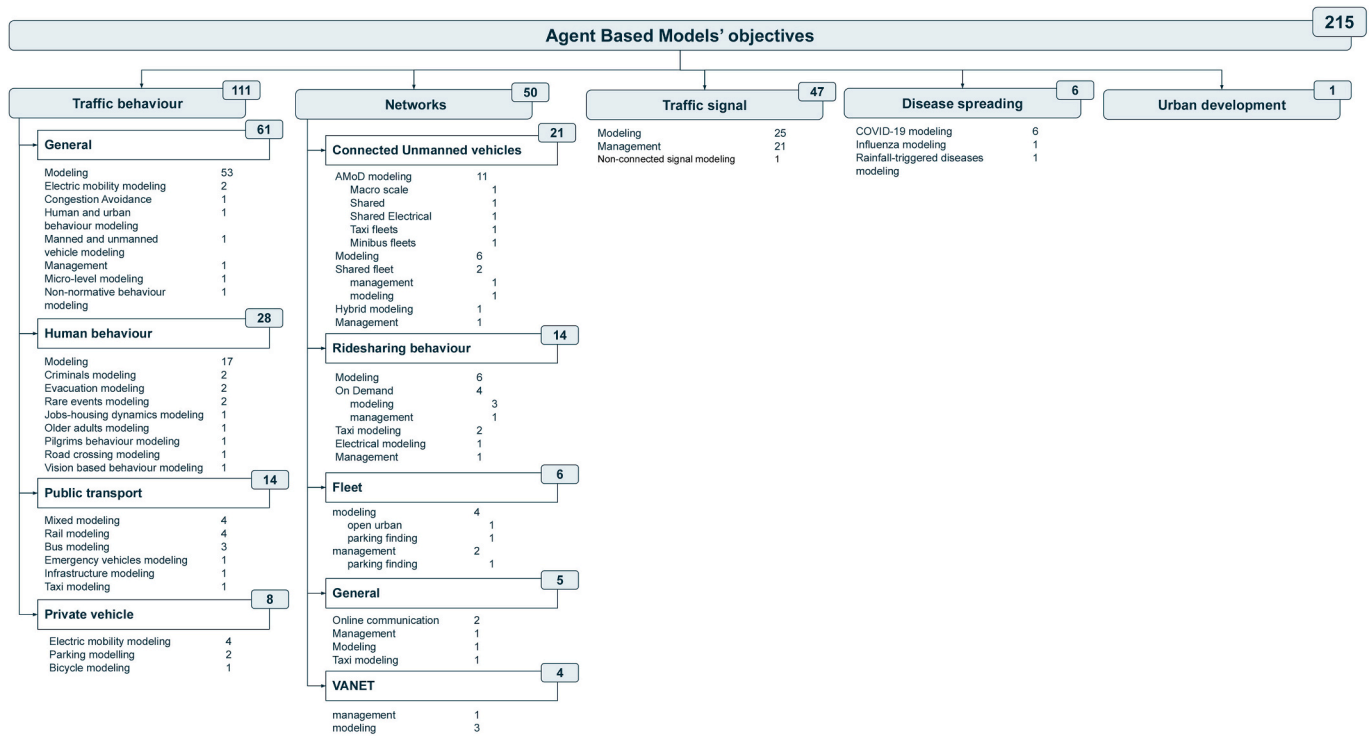 215
Agent Based Models' objectives
111
Traffic behaviour
61
General
Modeling 53
Electric mobility modeling 2
Congestion Avoidance 1
Human and urban 1
behaviour modeling
Manned and unmanned 1
vehicle modeling
Management 1
Micro-level modeling 1
Non-normative behaviour 1
modeling
28
Human behaviour
Modeling 17
Criminals modeling 2
Evacuation modeling 2
Rare events modeling 2
Jobs-housing dynamics modeling 1
Older adults modeling 1
Pilgrims behaviour modeling 1
Road crossing modeling 1
Vision based behaviour modeling 1
14
Public transport
Mixed modeling 4
Rail modeling 4
Bus modeling 3
Emergency vehicles modeling 1
Infrastructure modeling 1
Taxi modeling 1
8
Private vehicle
Electric mobility modeling 4
Parking modelling 2
Bicycle modeling 1
50
Networks
21
Connected Unmanned vehicles
AMoD modeling 11
Macro scale 1
Shared 1
Shared Electrical 1
Taxi fleets 1
Minibus fleets 1
Modeling 6
Shared fleet 2
management 1
modeling 1
Hybrid modeling 1
Management 1
14
Ridesharing behaviour
Modeling 6
On Demand 4
modeling 3
management 1
Taxi modeling 2
Electrical modeling 1
Management 1
6
Fleet
modeling 4
open urban 1
parking finding 1
management 2
parking finding 1
5
General
Online communication 2
Management 1
Modeling 1
Taxi modeling 1
4
VANET
management 1
modeling 3
47
Traffic signal
Modeling 25
Management 21
Non-connected signal modeling 1
6
Disease spreading
COVID-19 modeling 6
Influenza modeling 1
Rainfall-triggered diseases 1
modeling
1
Urban development